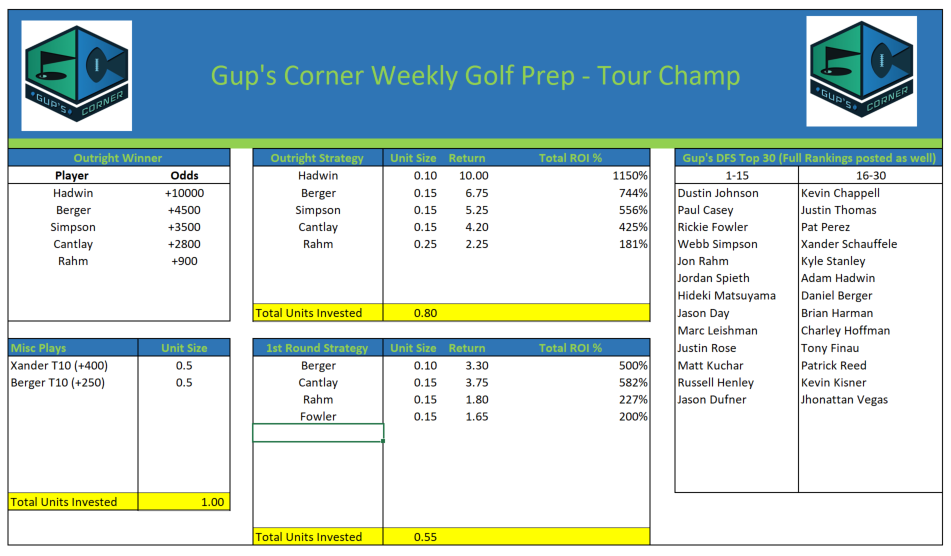 GUP'S CORNER
Gup's Corner Weekly Golf Prep - Tour Champ
GUP'S CORNER
Outright Winner
Player Odds
Hadwin +10000
Berger +4500
Simpson +3500
Cantlay +2800
Rahm +900
Outright Strategy Unit Size Return Total ROI %
Hadwin 0.10 10.00 1150%
Berger 0.15 6.75 744%
Simpson 0.15 5.25 556%
Cantlay 0.15 4.20 425%
Rahm 0.25 2.25 181%
Total Units Invested 0.80
Gup's DFS Top 30 (Full Rankings posted as well)
1-15 16-30
Dustin Johnson Kevin Chappell
Paul Casey Justin Thomas
Rickie Fowler Pat Perez
Webb Simpson Xander Schauffele
Jon Rahm Kyle Stanley
Jordan Spieth Adam Hadwin
Hideki Matsuyama Daniel Berger
Jason Day Brian Harman
Marc Leishman Charley Hoffman
Justin Rose Tony Finau
Matt Kuchar Patrick Reed
Russell Henley Kevin Kisner
Jason Dufner Jhonattan Vegas
Misc Plays Unit Size
Xander T10 (+400) 0.5
Berger T10 (+250) 0.5
Total Units Invested 1.00
1st Round Strategy Unit Size Return Total ROI %
Berger 0.10 3.30 500%
Cantlay 0.15 3.75 582%
Rahm 0.15 1.80 227%
Fowler 0.15 1.65 200%
Total Units Invested 0.55